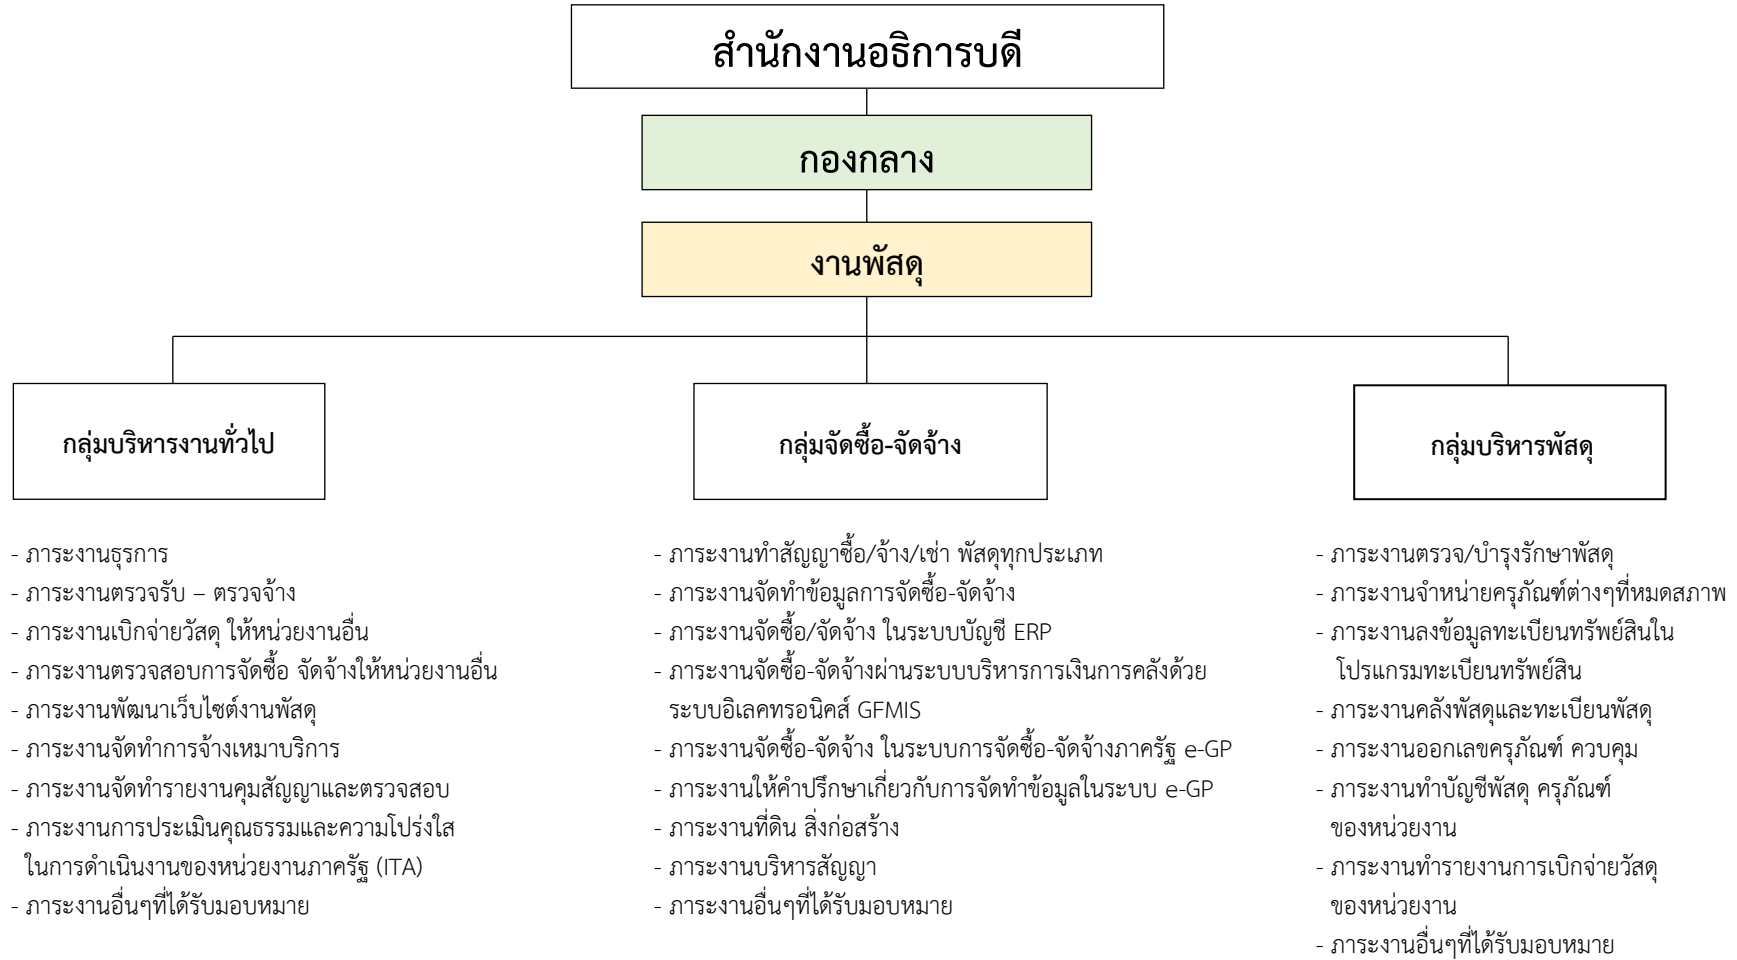 สำนักงานอธิการบดี
กองกลาง
งานพัสดุ
กลุ่มบริหารงานทั่วไป
- ภาระงานธุรการ
- ภาระงานตรวจรับ – ตรวจจ้าง
- ภาระงานเบิกจ่ายวัสดุ ให้หน่วยงานอื่น
- ภาระงานตรวจสอบการจัดซื้อ จัดจ้างให้หน่วยงานอื่น
- ภาระงานพัฒนาเว็บไซต์งานพัสดุ
- ภาระงานจัดทำการจ้างเหมาบริการ
- ภาระงานจัดทำรายงานคุมสัญญาและตรวจสอบ
- ภาระงานการประเมินคุณธรรมและความโปร่งใส
ในการดำเนินงานของหน่วยงานภาครัฐ (ITA)
- ภาระงานอื่นๆที่ได้รับมอบหมาย
กลุ่มจัดซื้อ-จัดจ้าง
- ภาระงานทำสัญญาซื้อ/จ้าง/เช่า พัสดุทุกประเภท
- ภาระงานจัดทำข้อมูลการจัดซื้อ-จัดจ้าง
- ภาระงานจัดซื้อ/จัดจ้าง ในระบบบัญชี ERP
- ภาระงานจัดซื้อ-จัดจ้างผ่านระบบบริหารการเงินการคลังด้วย
ระบบอิเลคทรอนิคส์ GFMIS
- ภาระงานจัดซื้อ-จัดจ้าง ในระบบการจัดซื้อ-จัดจ้างภาครัฐ e-GP
- ภาระงานให้คำปรึกษาเกี่ยวกับการจัดทำข้อมูลในระบบ e-GP
- ภาระงานที่ดิน สิ่งก่อสร้าง
- ภาระงานบริหารสัญญา
- ภาระงานอื่นๆที่ได้รับมอบหมาย
กลุ่มบริหารพัสดุ
- ภาระงานตรวจ/บำรุงรักษาพัสดุ
- ภาระงานจำหน่ายครุภัณฑ์ต่างๆที่หมดสภาพ
- ภาระงานลงข้อมูลทะเบียนทรัพย์สินใน
โปรแกรมทะเบียนทรัพย์สิน
- ภาระงานคลังพัสดุและทะเบียนพัสดุ
- ภาระงานออกเลขครุภัณฑ์ ควบคุม
- ภาระงานทำบัญชีพัสดุ ครุภัณฑ์
ของหน่วยงาน
- ภาระงานทำรายงานการเบิกจ่ายวัสดุ
ของหน่วยงาน
- ภาระงานอื่นๆที่ได้รับมอบหมาย